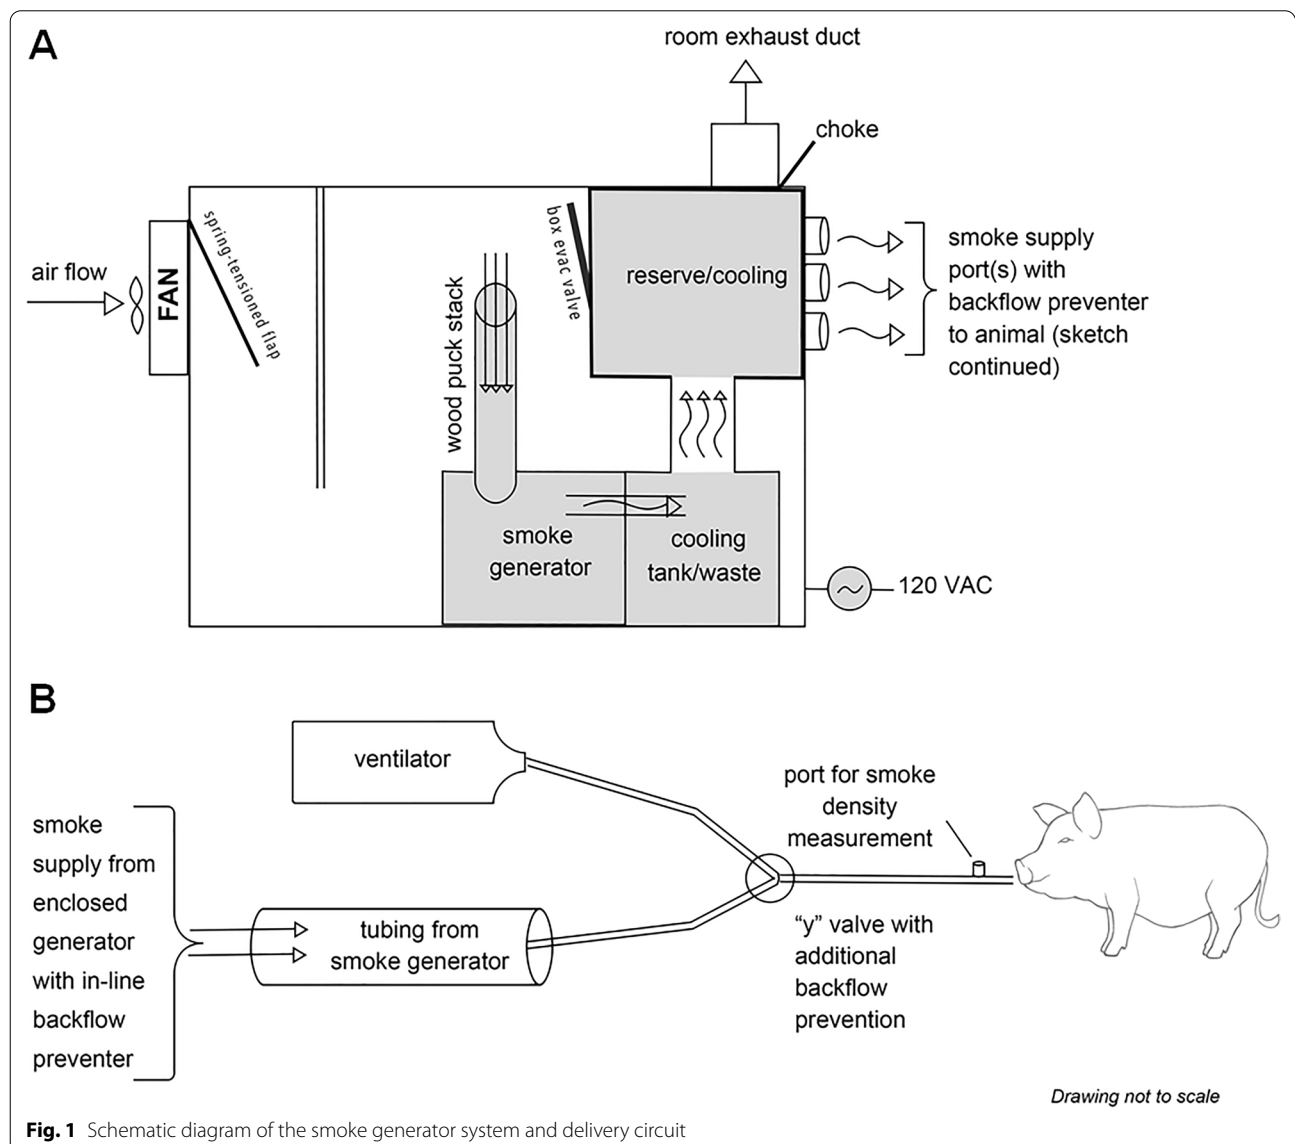 A
room exhaust duct
choke
air flow
FAN
spring-tensioned flap
wood puck stack
box evac valve
reserve/cooling
smoke supply
port(s) with
backflow preventer
to animal (sketch
continued)
smoke
generator
cooling
tank/waste
120 VAC
B
ventilator
smoke
supply from
enclosed
generator
with in-line
backflow
preventer
tubing from
smoke generator
port for smoke
density
measurement
“y” valve with
additional
backflow
prevention
Drawing not to scale
Fig. 1 Schematic diagram of the smoke generator system and delivery circuit